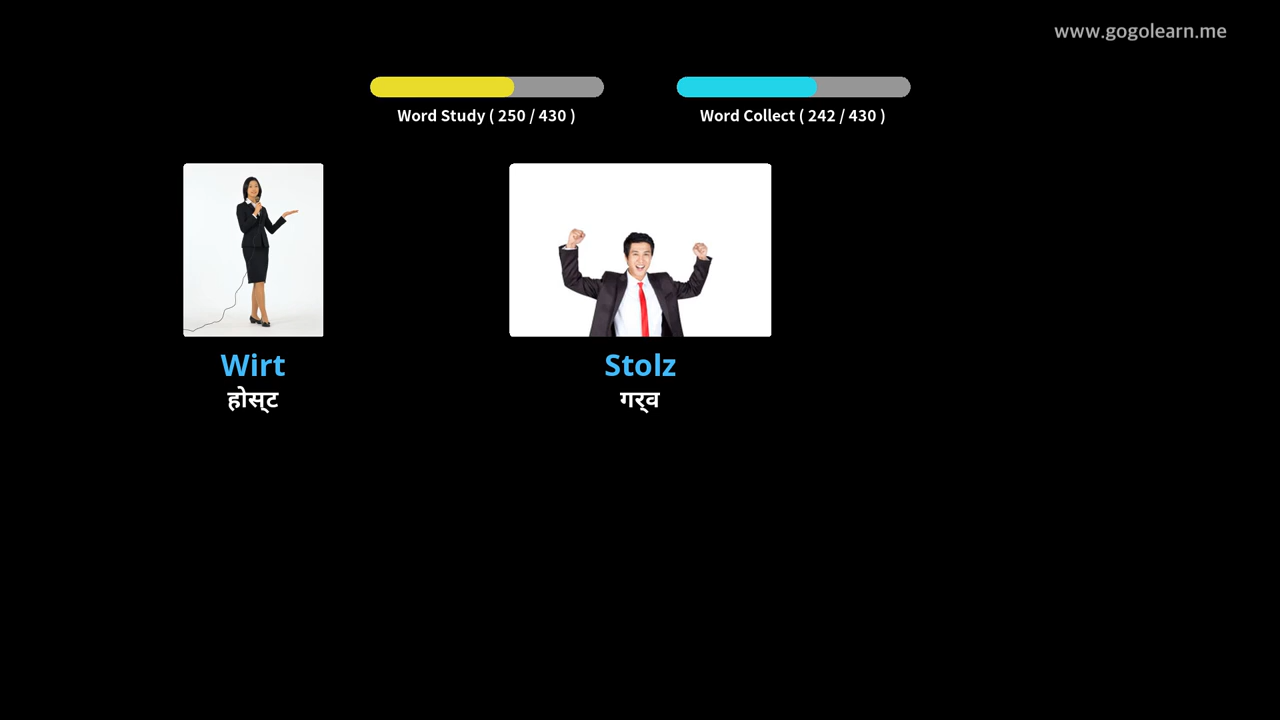 www.gogolearn.me
Word Study ( 250 / 430 )
Word Collect ( 242 / 430 )
Wirt
होस्ट
Stolz
गर्व